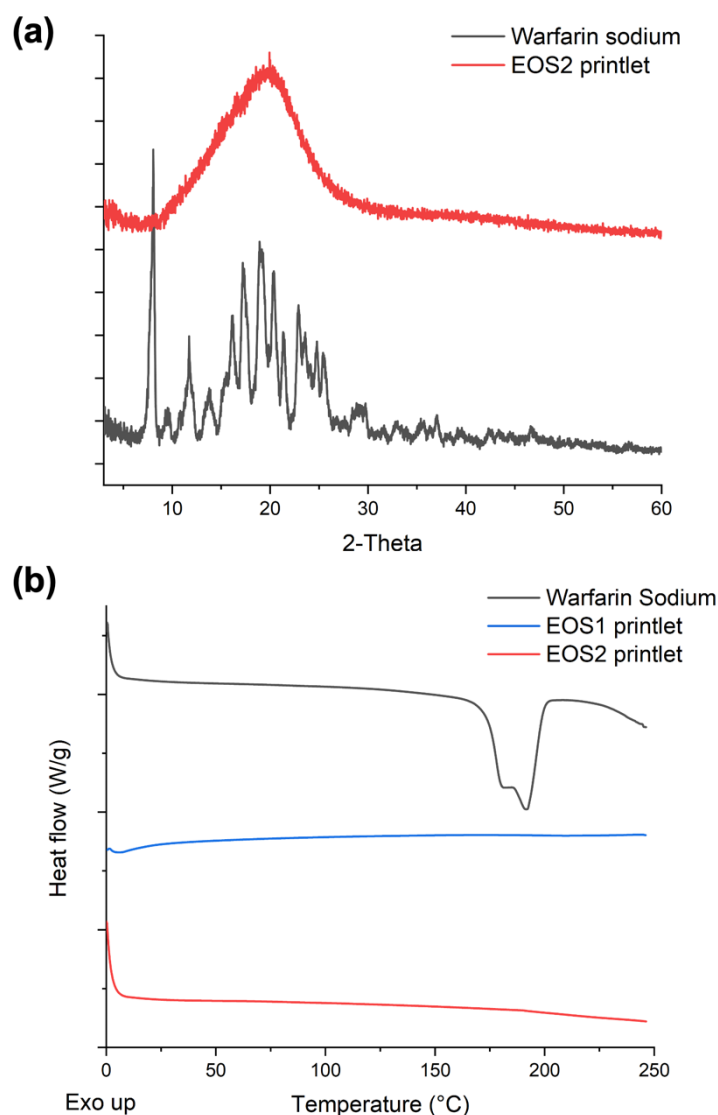 (a)
Warfarin sodium
EOS2 printlet
10 20 30 40 50 60
2-Theta
(b)
Warfarin Sodium
EOS1 printlet
EOS2 printlet
Heat flow (W/g)
0 50 100 150 200 250
Exo up Temperature (°C)